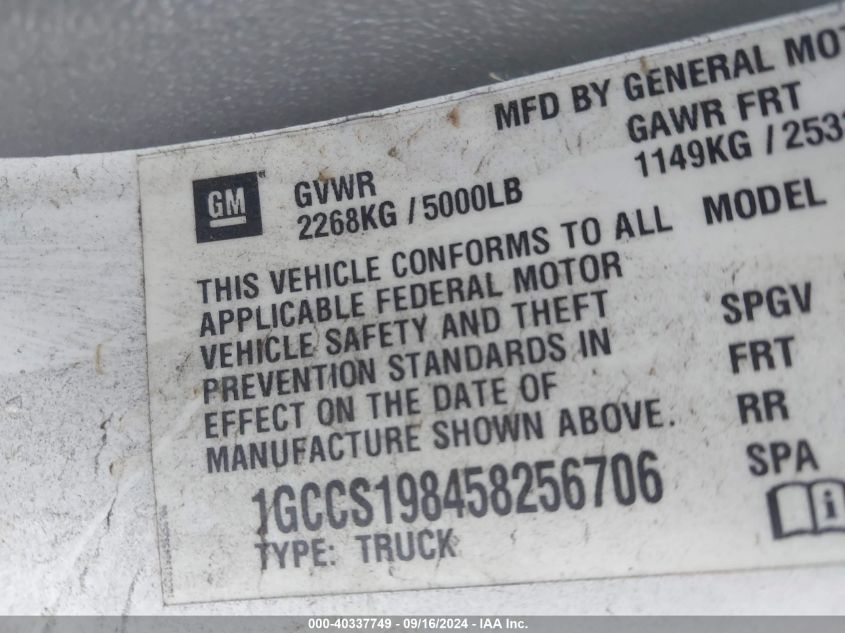 MFD BY GENERAL MOT
GAWR FRT
1149KG / 253
GM
GVWR
2268KG / 5000LB
THIS VEHICLE CONFORMS TO ALL MODEL
APPLICABLE FEDERAL MOTOR
VEHICLE SAFETY AND THEFT SPGV
PREVENTION STANDARDS IN FRT
EFFECT ON THE DATE OF RR
MANUFACTURE SHOWN ABOVE. SPA
1GCCS198458256706
TYPE: TRUCK
000-40337749 - 09/16/2024 - IAA Inc.